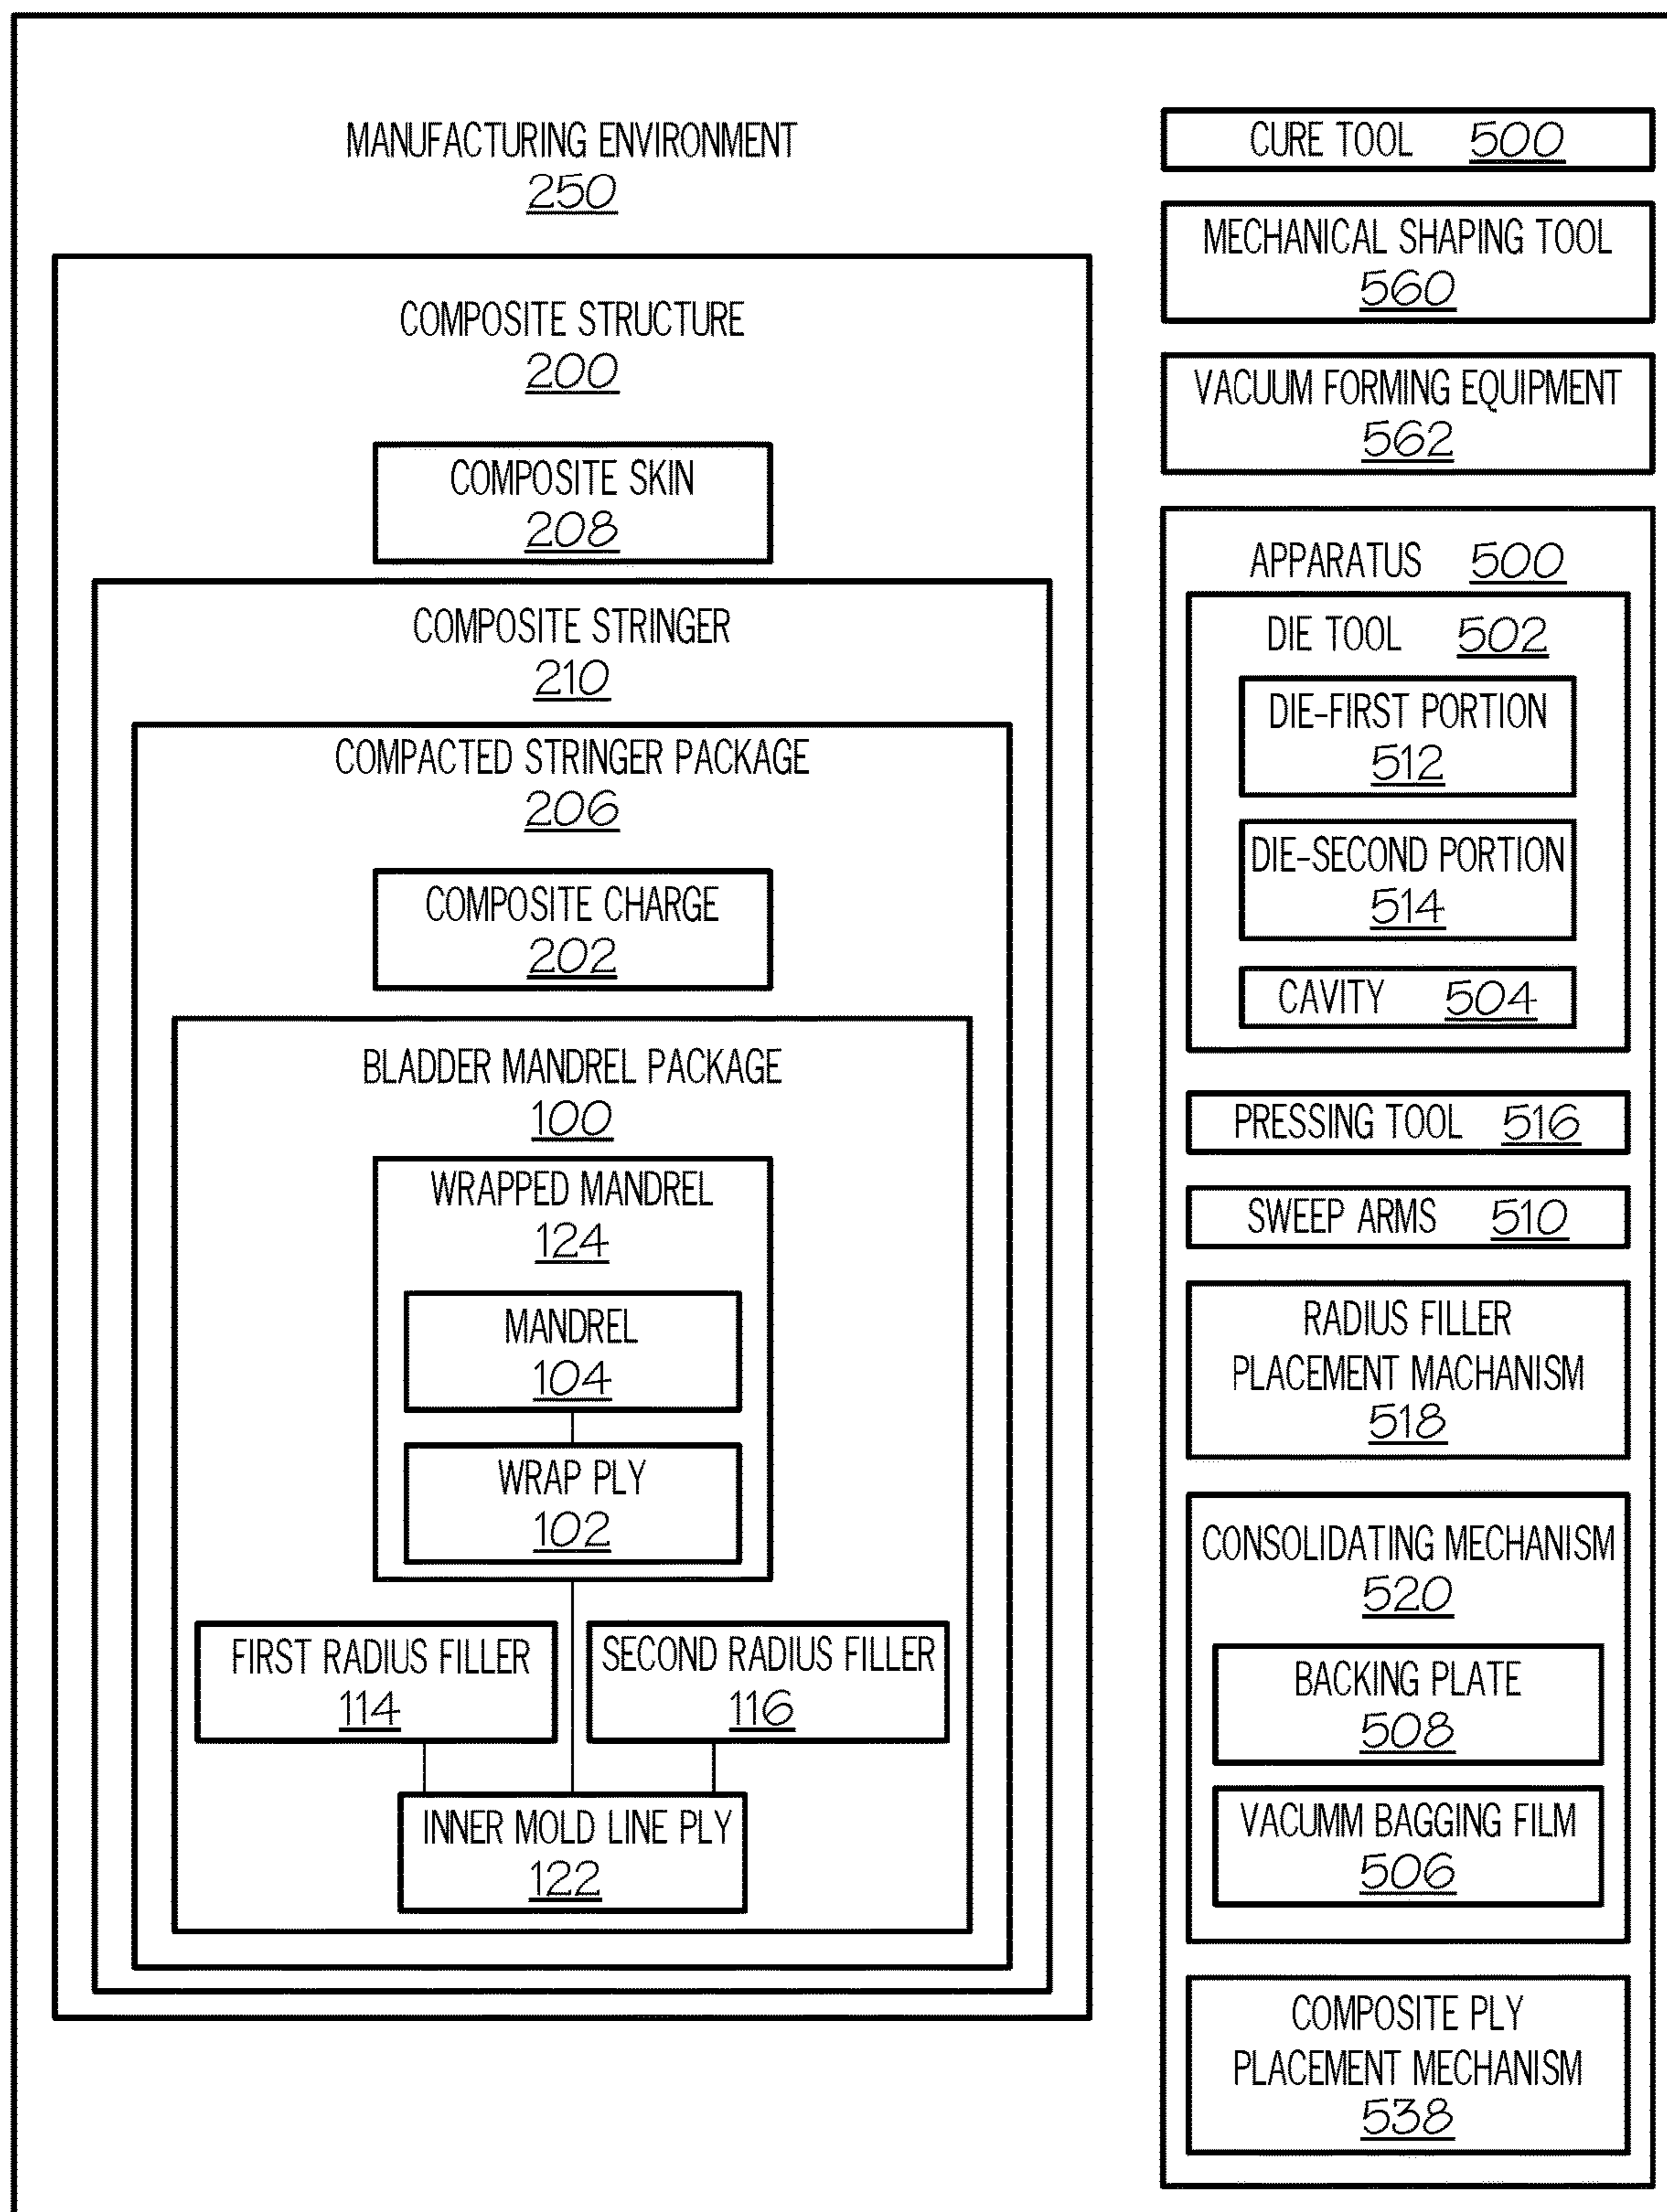 MANUFACTURING ENVIRONMENT
250
COMPOSITE STRUCTURE
200
COMPOSITE SKIN
208
COMPOSITE STRINGER
210
COMPACTED STRINGER PACKAGE
206
COMPOSITE CHARGE
202
BLADDER MANDREL PACKAGE
100
WRAPPED MANDREL
124
MANDREL
104
WRAP PLY
102
FIRST RADIUS FILLER
114
SECOND RADIUS FILLER
116
INNER MOLD LINE PLY
122
CURE TOOL 500
MECHANICAL SHAPING TOOL
560
VACUUM FORMING EQUIPMENT
562
APPARATUS 500
DIE TOOL 502
DIE-FIRST PORTION
512
DIE-SECOND PORTION
514
CAVITY 504
PRESSING TOOL 516
SWEEP ARMS 510
RADIUS FILLER
PLACEMENT MACHANISM
518
CONSOLIDATING MECHANISM
520
BACKING PLATE
508
VACUMM BAGGING FILM
506
COMPOSITE PLY
PLACEMENT MECHANISM
538